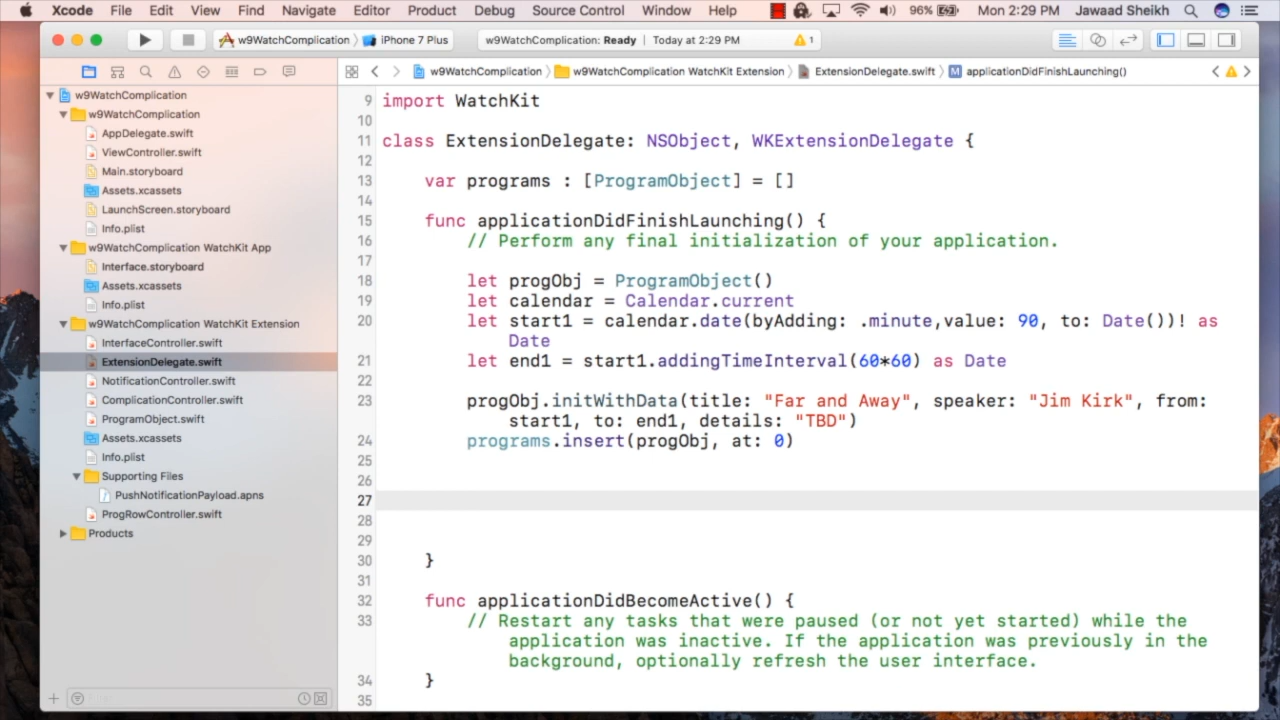 Xcode File Edit View Find Navigate Editor Product Debug Source Control Window Help 96% Mon 2:29 PM Jawaad Sheikh
w9WatchComplication iPhone 7 Plus w9WatchComplication: Ready Today at 2:29 PM 1
w9WatchComplication w9WatchComplication WatchKit Extension ExtensionDelegate.swift M applicationDidFinishLaunching()
w9WatchComplication
w9WatchComplication
AppDelegate.swift
ViewController.swift
Main.storyboard
Assets.xcassets
LaunchScreen.storyboard
Info.plist
w9WatchComplication WatchKit App
Interface.storyboard
Assets.xcassets
Info.plist
w9WatchComplication WatchKit Extension
InterfaceController.swift
ExtensionDelegate.swift
NotificationController.swift
ComplicationController.swift
ProgramObject.swift
Assets.xcassets
Info.plist
Supporting Files
PushNotificationPayload.apns
ProgRowController.swift
Products
9 import WatchKit
10
11 class ExtensionDelegate: NSObject, WKExtensionDelegate {
12
13 var programs : [ProgramObject] = []
14
15 func applicationDidFinishLaunching() {
16 // Perform any final initialization of your application.
17
18 let progObj = ProgramObject()
19 let calendar = Calendar.current
20 let start1 = calendar.date(byAdding: .minute,value: 90, to: Date())! as
Date
21 let end1 = start1.addingTimeInterval(60*60) as Date
22
23 progObj.initWithData(title: "Far and Away", speaker: "Jim Kirk", from:
start1, to: end1, details: "TBD")
24 programs.insert(progObj, at: 0)
25
26
27
28
29
30 }
31
32 func applicationDidBecomeActive() {
33 // Restart any tasks that were paused (or not yet started) while the
application was inactive. If the application was previously in the
background, optionally refresh the user interface.
34 }
35